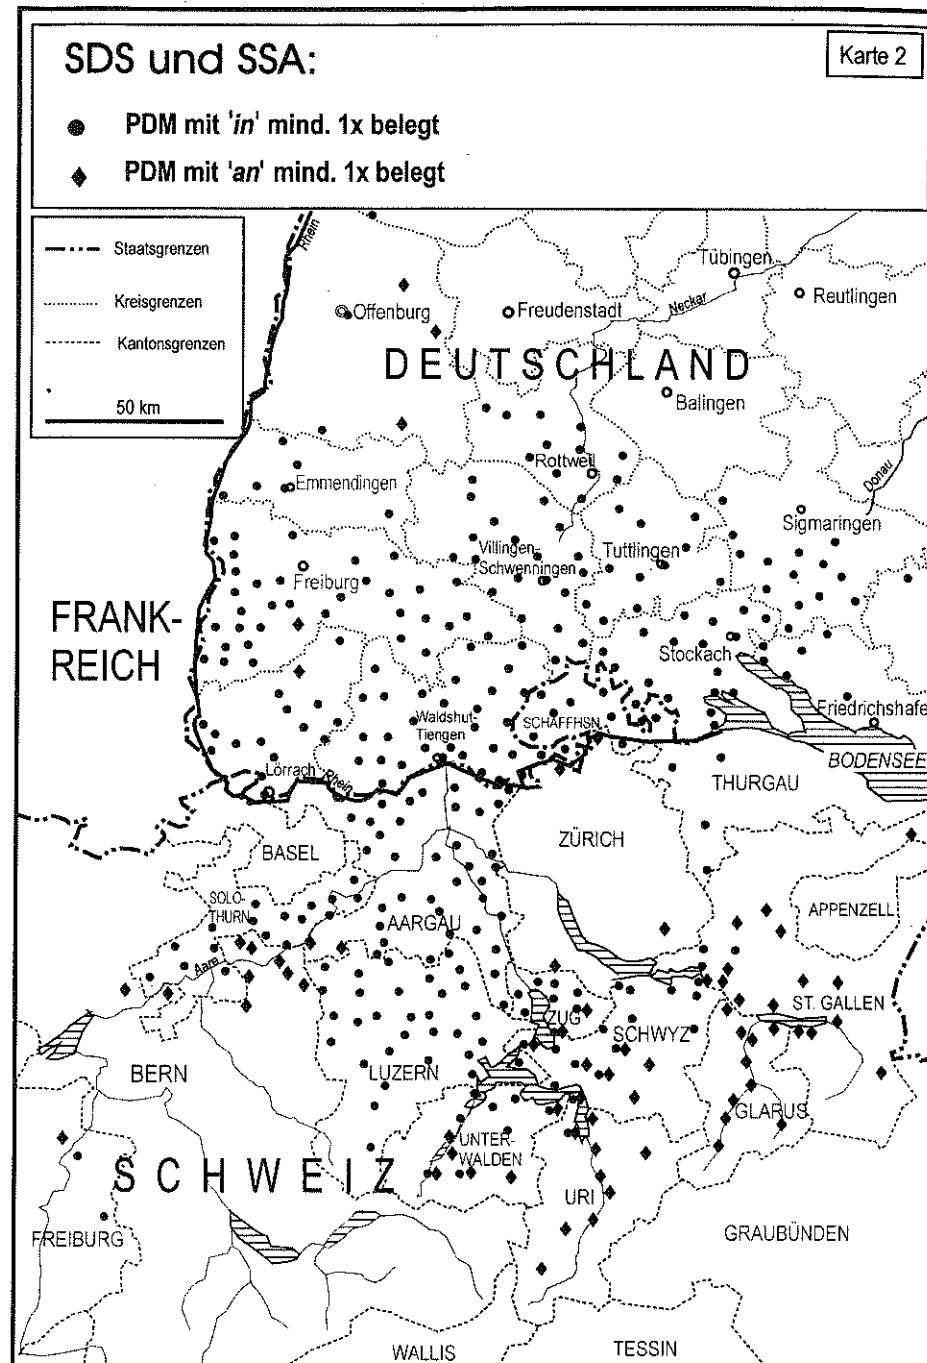 SDS und SSA:
Karte 2
PDM mit 'in' mind. 1x belegt
PDM mit 'an' mind. 1x belegt
Staatsgrenzen
Kreisgrenzen
Kantonsgrenzen
50 km
Rhein
Tübingen
Offenburg
Freudenstadt
Neckar
Reutlingen
DEUTSCHLAND
Balingen
Rottweil
Emmendingen
Donau
Sigmaringen
Villingen-
Schwenningen
Tuttlingen
Freiburg
FRANK-
REICH
Stockach
Waldshut-
Tiengen
SCHAFFHSN.
Friedrichshafe
Lörrach
Rhein
BODENSEE
THURGAU
BASEL
ZÜRICH
SOLO-
THURN
AARGAU
APPENZELL
Aare
ZUG
ST. GALLEN
SCHWYZ
BERN
LUZERN
GLARUS
UNTER-
WALDEN
SCHWEIZ
URI
FREIBURG
GRAUBÜNDEN
WALLIS
TESSIN